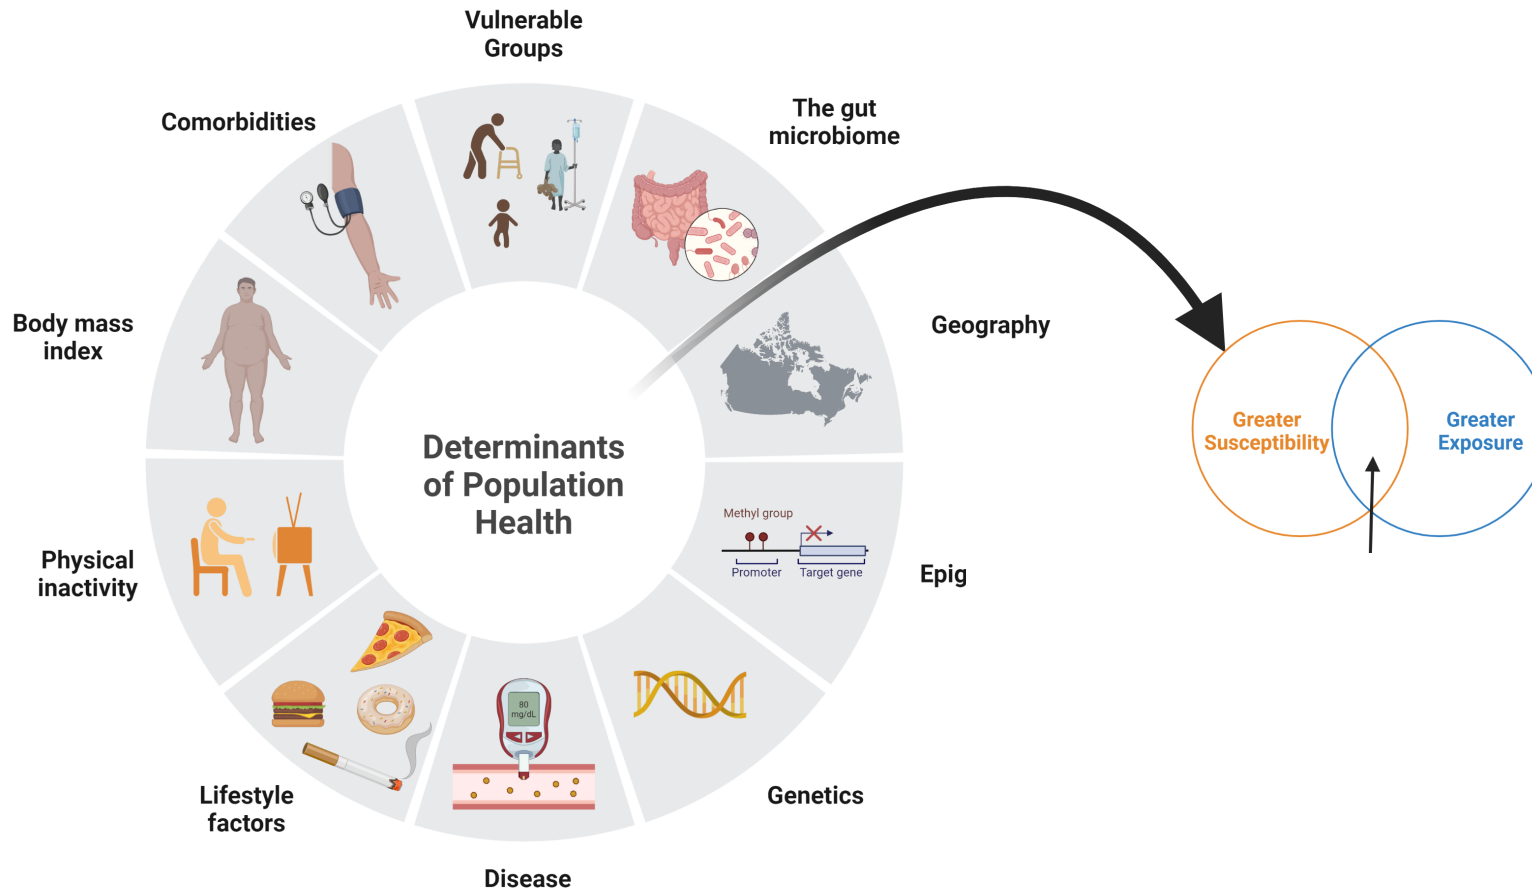 Vulnerable
Groups
Comorbidities
The gut
microbiome
Body mass
index
Geography
Determinants
of Population
Health
Greater
Susceptibility
Greater
Exposure
Physical
inactivity
Methyl group
Promoter
Target gene
Epig
80
mg/dL
Lifestyle
factors
Genetics
Disease